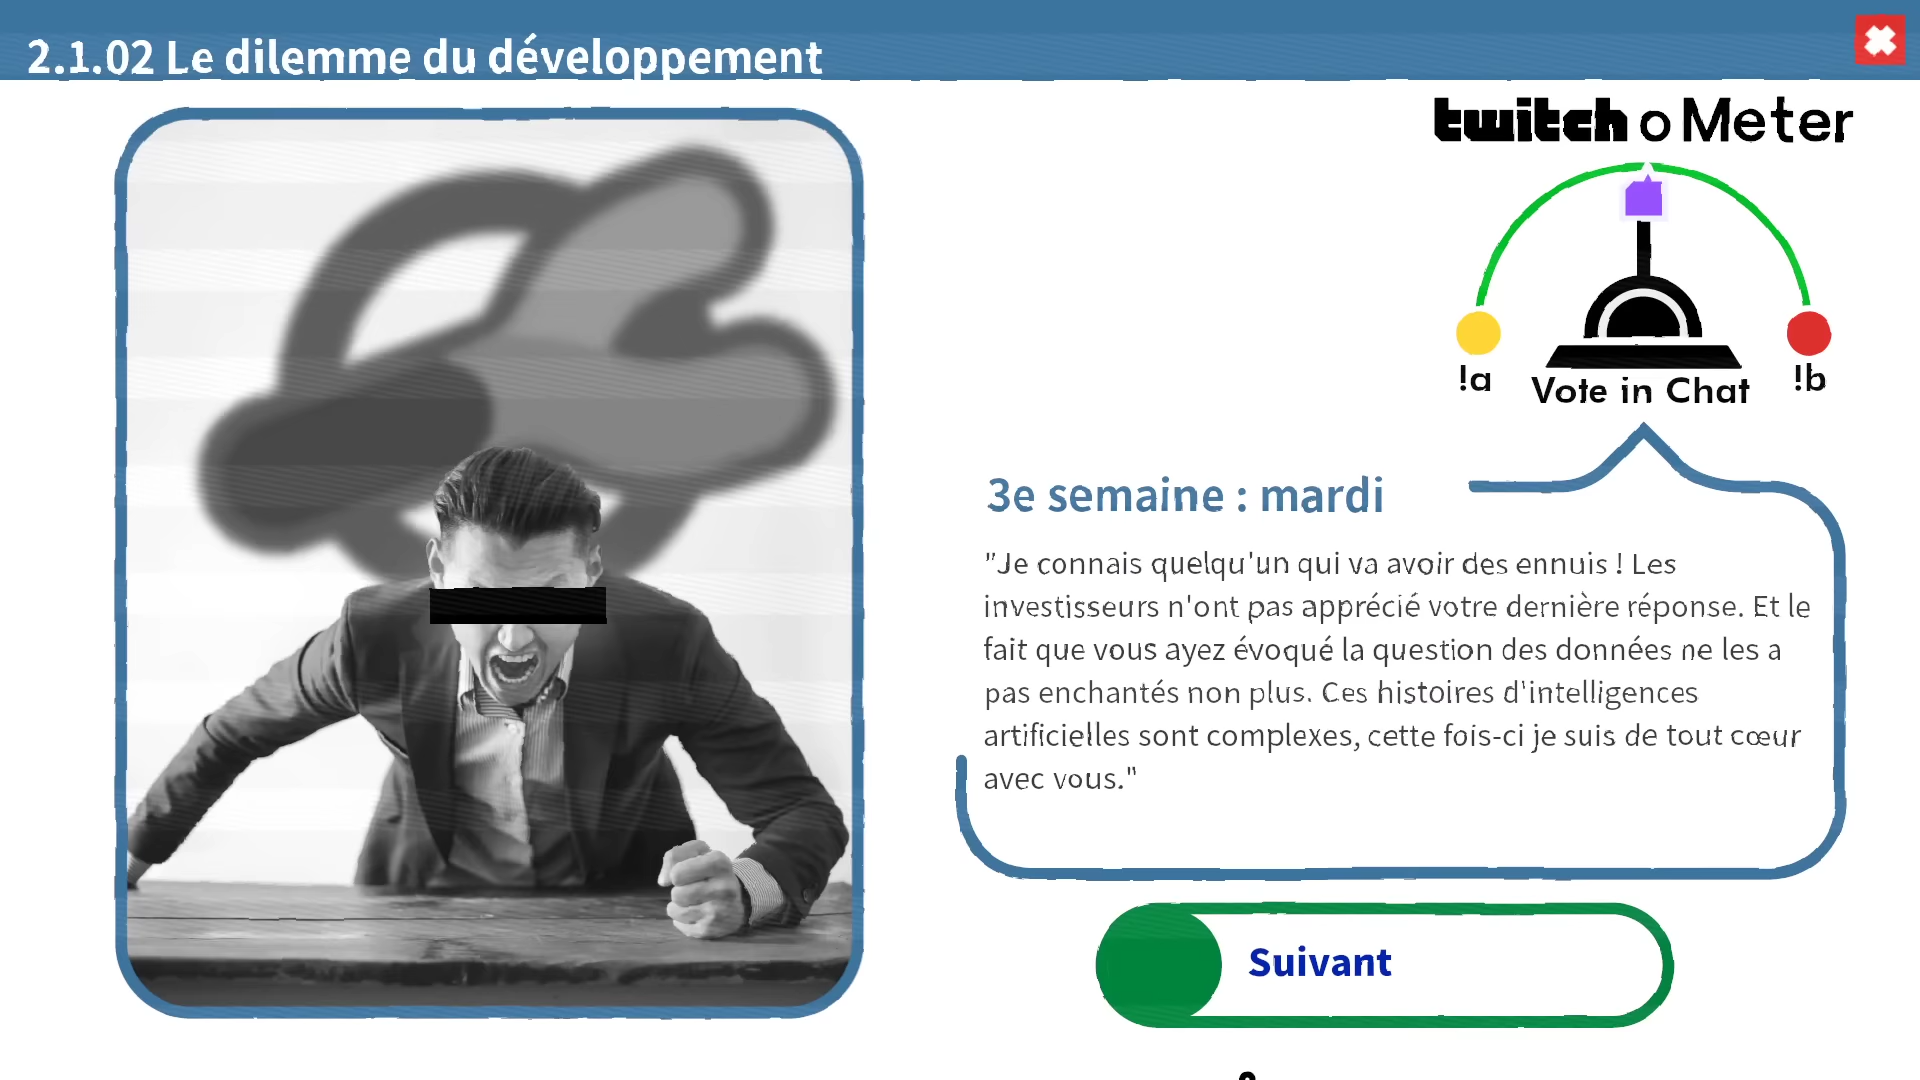 2.1.02 Le dilemme du développement
twitch o Meter
!a
Vote in Chat
!b
3e semaine : mardi
"Je connais quelqu'un qui va avoir des ennuis ! Les
investisseurs n'ont pas apprécié votre dernière réponse. Et le
fait que vous ayez évoqué la question des données ne les a
pas enchantés non plus. Ces histoires d'intelligences
artificielles sont complexes, cette fois-ci je suis de tout cœur
avec vous."
Suivant